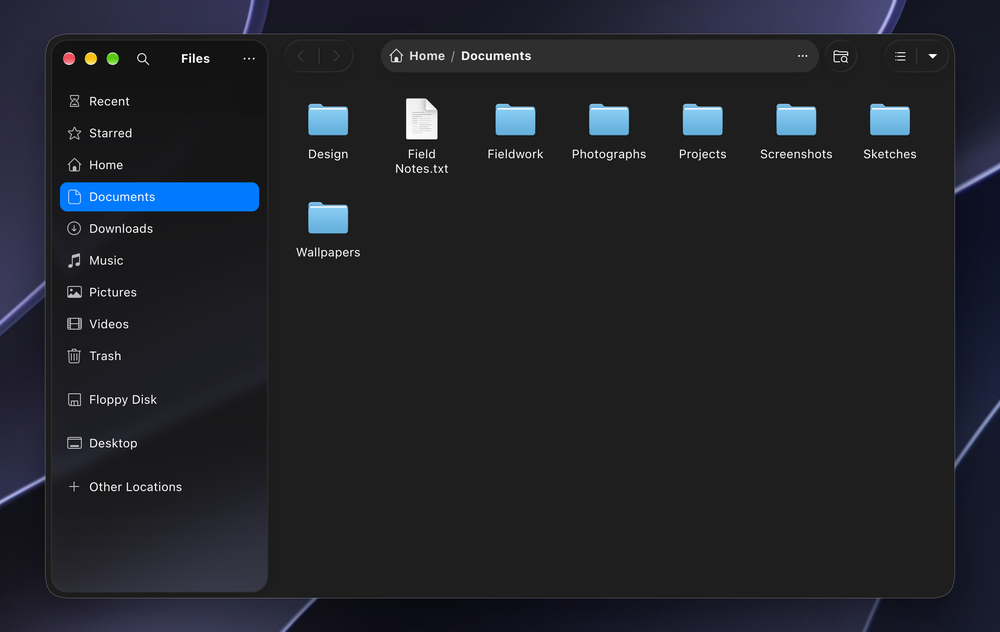 Files
Recent
Starred
Home
Documents
Downloads
Music
Pictures
Videos
Trash
Floppy Disk
Desktop
Other Locations
Home / Documents
Design
Field
Notes.txt
Fieldwork
Photographs
Projects
Screenshots
Sketches
Wallpapers